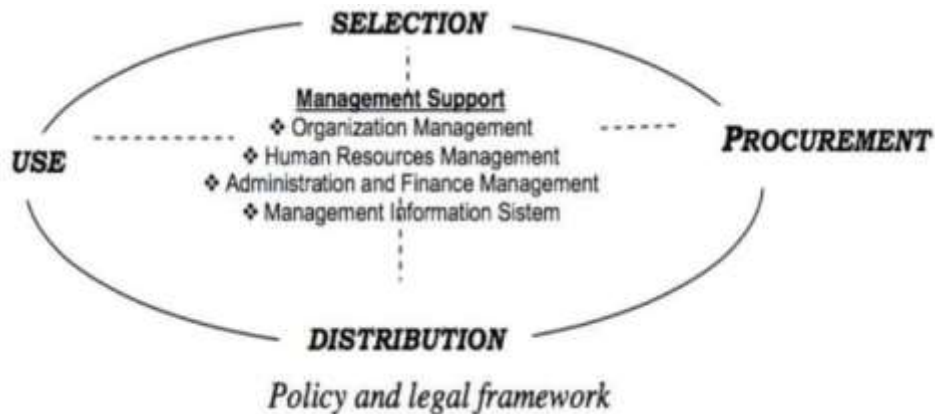 SELECTION
Management Support
❖ Organization Management
❖ Human Resources Management
❖ Administration and Finance Management
❖ Management Information Sistem
USE
PROCUREMENT
DISTRIBUTION
Policy and legal framework